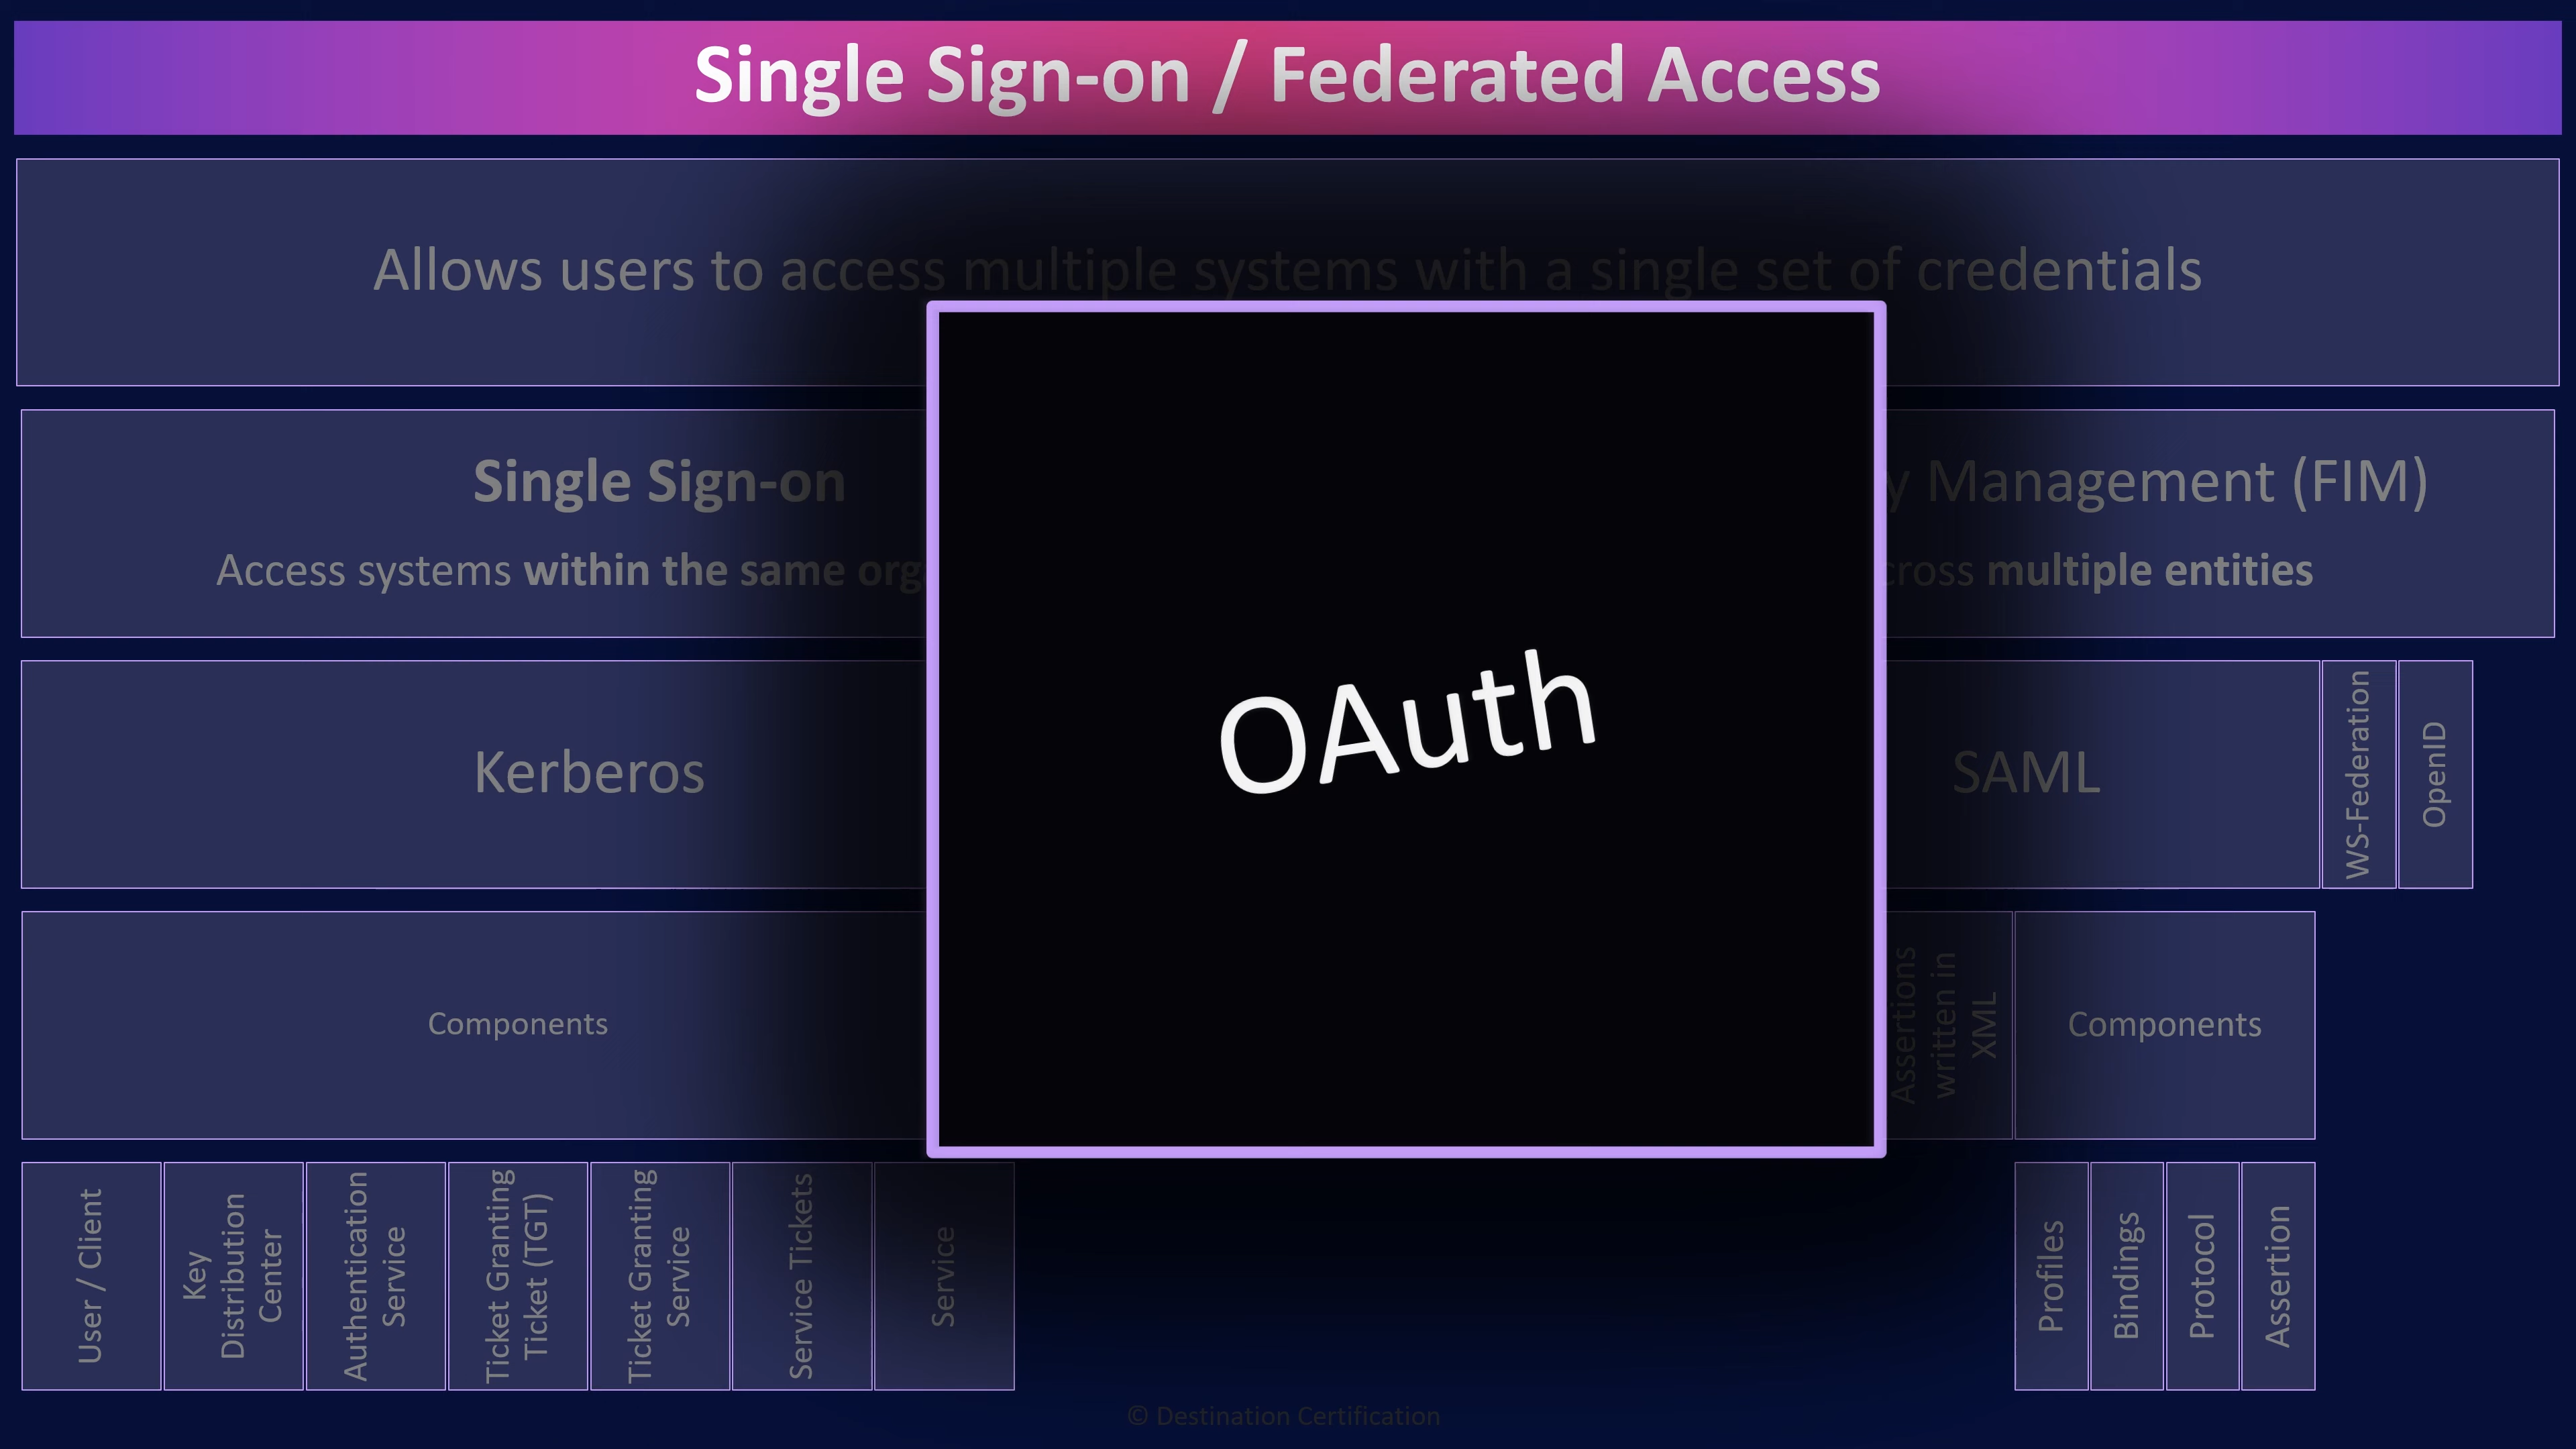 Single Sign-on / Federated Access
Allows users to access multiple systems with a single set of credentials
Single Sign-on
Access systems within the same org
y Management (FIM)
cross multiple entities
Kerberos
OAuth
SAML
WS-Federation
OpenID
Components
Assertions
written in
XML
Components
User / Client
Key
Distribution
Center
Authentication
Service
Ticket Granting
Ticket (TGT)
Ticket Granting
Service
Service Tickets
Service
Profiles
Bindings
Protocol
Assertion
© Destination Certification